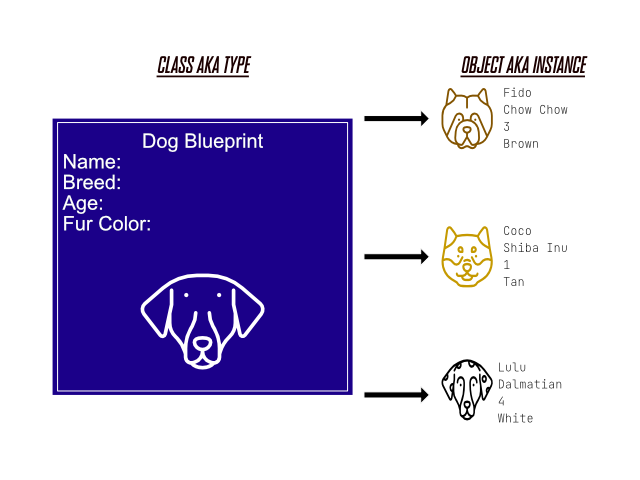 CLASS AKA TYPE
OBJECT AKA INSTANCE
Dog Blueprint
Name:
Breed:
Age:
Fur Color:
Fido
Chow Chow
3
Brown
Coco
Shiba Inu
1
Tan
Lulu
Dalmatian
4
White